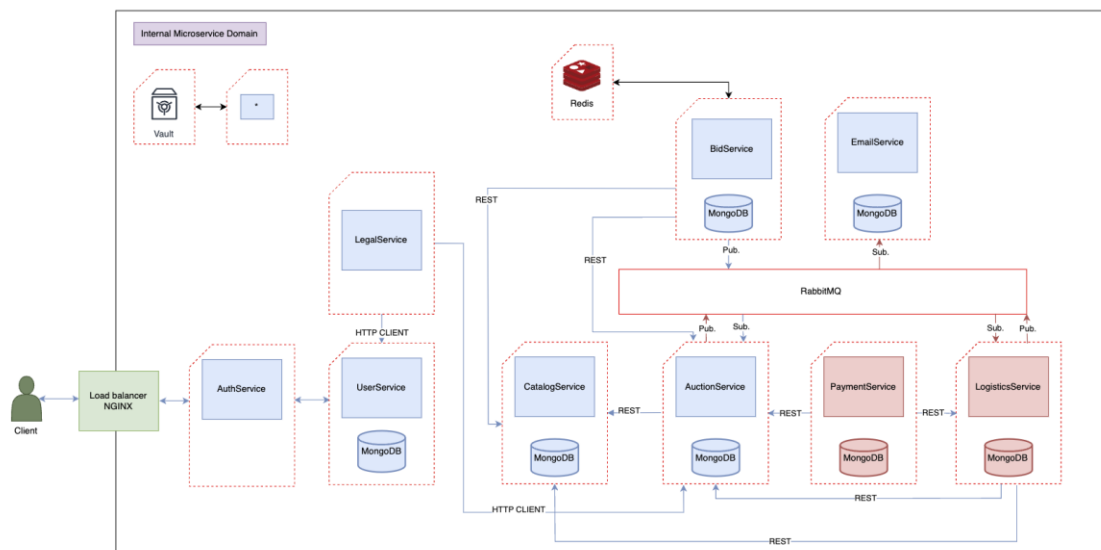 Internal Microservice Domain
Vault
*
Redis
BidService
MongoDB
EmailService
MongoDB
REST
LegalService
REST
Pub.
Sub.
RabbitMQ
HTTP CLIENT
Pub.
Sub.
Sub.
Pub.
Client
Load balancer
NGINX
AuthService
UserService
MongoDB
CatalogService
MongoDB
REST
AuctionService
MongoDB
REST
PaymentService
MongoDB
REST
LogisticsService
MongoDB
HTTP CLIENT
REST
REST